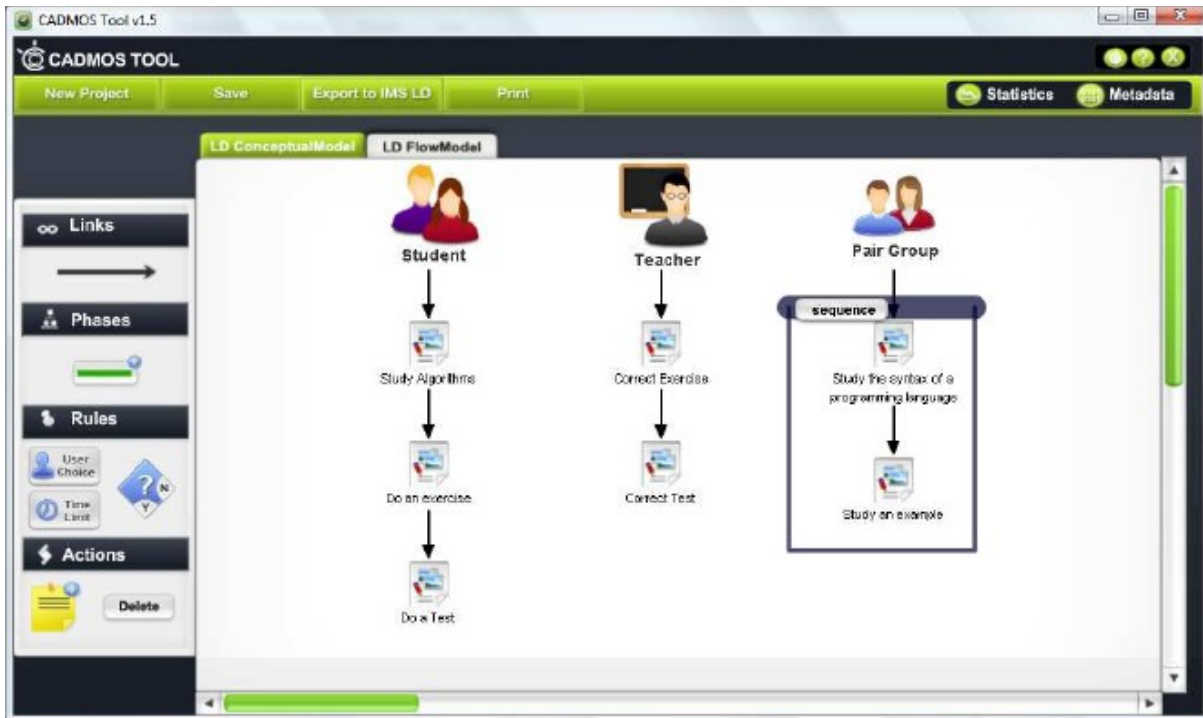 CADMOS Tool v1.5
CADMOS TOOL
New Project Save Export to IMS LD Print Statistics Metadata
LD ConceptualModel LD FlowModel
Links
Phases
Rules
User
Choice
Time
Limit
? N
Y
Actions
Delete
Student
Study Algorithms
Do an exercise
Do a Test
Teacher
Correct Exercise
Correct Test
Pair Group
sequence
Study the syntax of a
programming language
Study an example